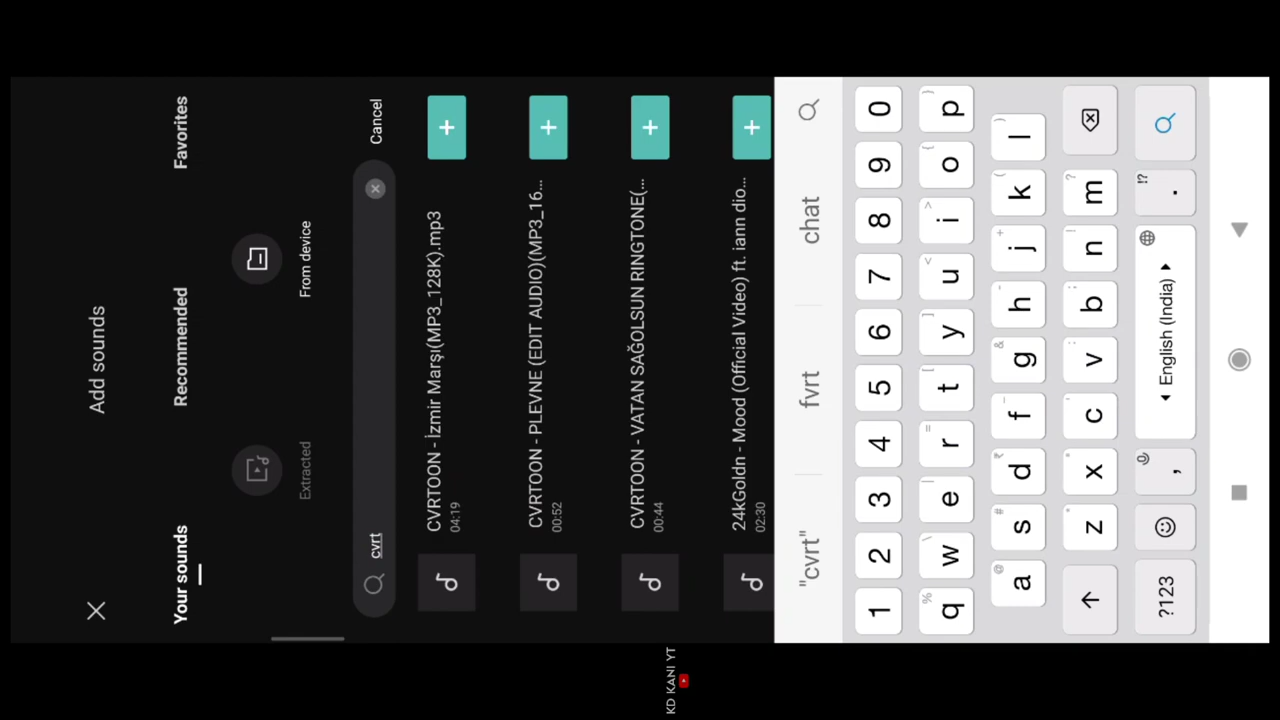 Add sounds
Your sounds
Recommended
Favorites
Extracted
From device
cvrt
Cancel
CVRTOON - İzmir Marşı(MP3_128K).mp3
04:19
CVRTOON - PLEVNE (EDIT AUDIO)(MP3_16...
00:52
CVRTOON - VATAN SAĞOLSUN RINGTONE(...
00:44
24kGoldn - Mood (Official Video) ft. iann dio...
02:30
"cvrt" fvrt chat
1 2 3 4 5 6 7 8 9 0
% \ | = [ ] < > { }
q w e r t y u i o p
@ # ₹ _ & - + ( )
a s d f g h j k l
* " ' : ; ! ?
z x c v b n m
?123 , English (India) . !?
KD KANI YT